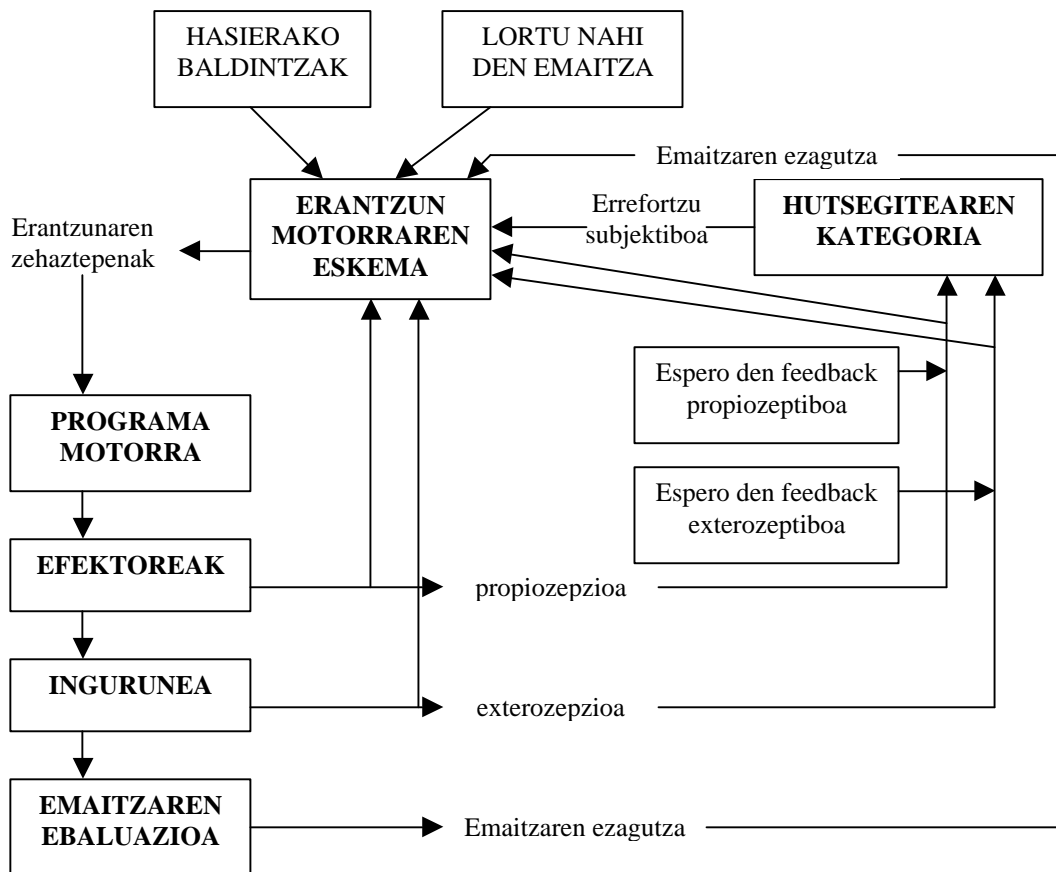 HASIERAKO
BALDINTZAK
LORTU NAHI
DEN EMAITZA
Emaitzaren ezagutza
ERANTZUN
MOTORRAREN
ESKEMA
Errefortzu
subjektiboa
HUTSEGITEAREN
KATEGORIA
Erantzunaren
zehaztepenak
Espero den feedback
propiozeptiboa
PROGRAMA
MOTORRA
Espero den feedback
exterozeptiboa
EFEKTOREAK
propiozepzioa
INGURUNEA
exterozepzioa
EMAITZAREN
EBALUAZIOA
Emaitzaren ezagutza